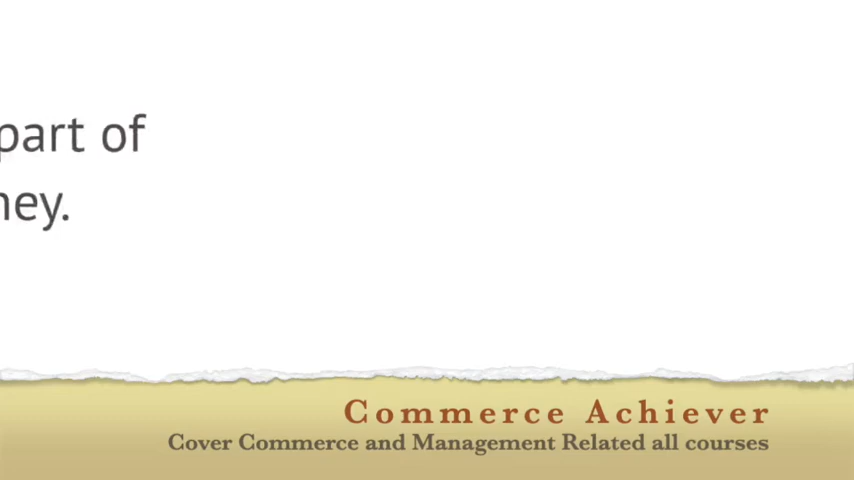 part of
ney.
Commerce Achiever
Cover Commerce and Management Related all courses